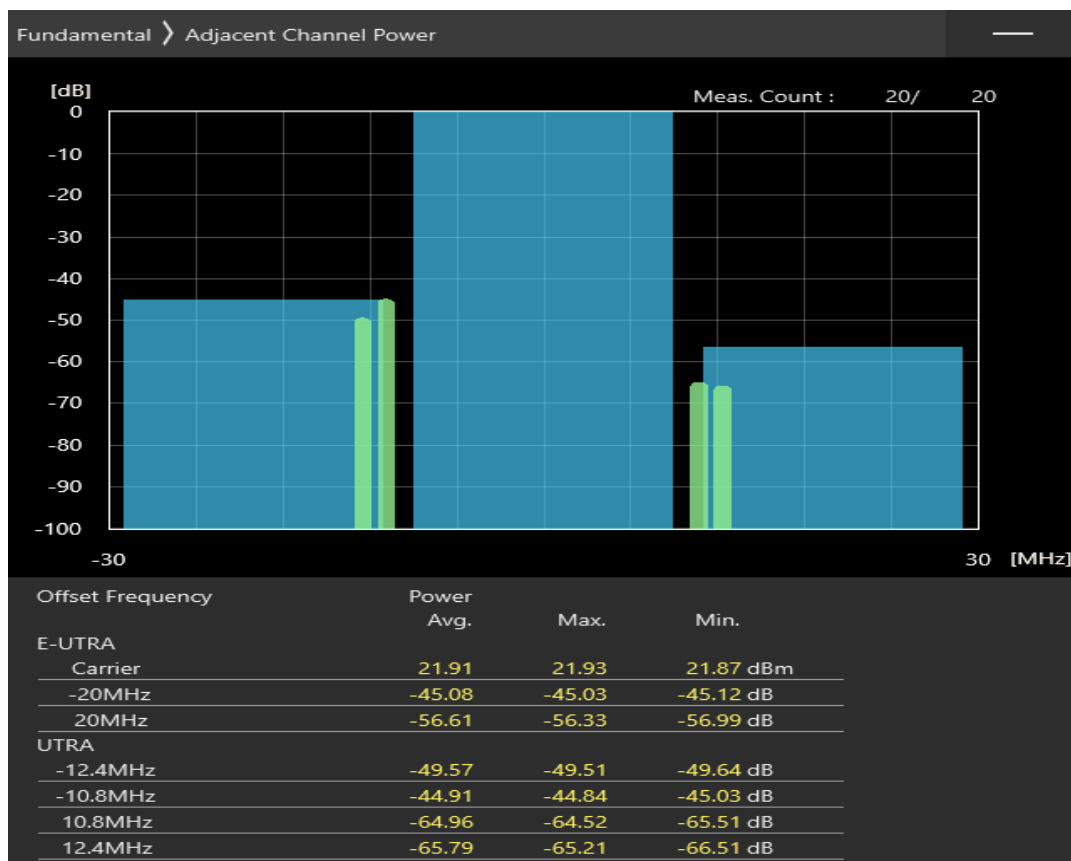 Fundamental ❯ Adjacent Channel Power
[dB]
Meas. Count : 20/ 20
0
-10
-20
-30
-40
-50
-60
-70
-80
-90
-100
-30 30 [MHz]
Offset Frequency Power
Avg. Max. Min.
E-UTRA
Carrier 21.91 21.93 21.87 dBm
-20MHz -45.08 -45.03 -45.12 dB
20MHz -56.61 -56.33 -56.99 dB
UTRA
-12.4MHz -49.57 -49.51 -49.64 dB
-10.8MHz -44.91 -44.84 -45.03 dB
10.8MHz -64.96 -64.52 -65.51 dB
12.4MHz -65.79 -65.21 -66.51 dB